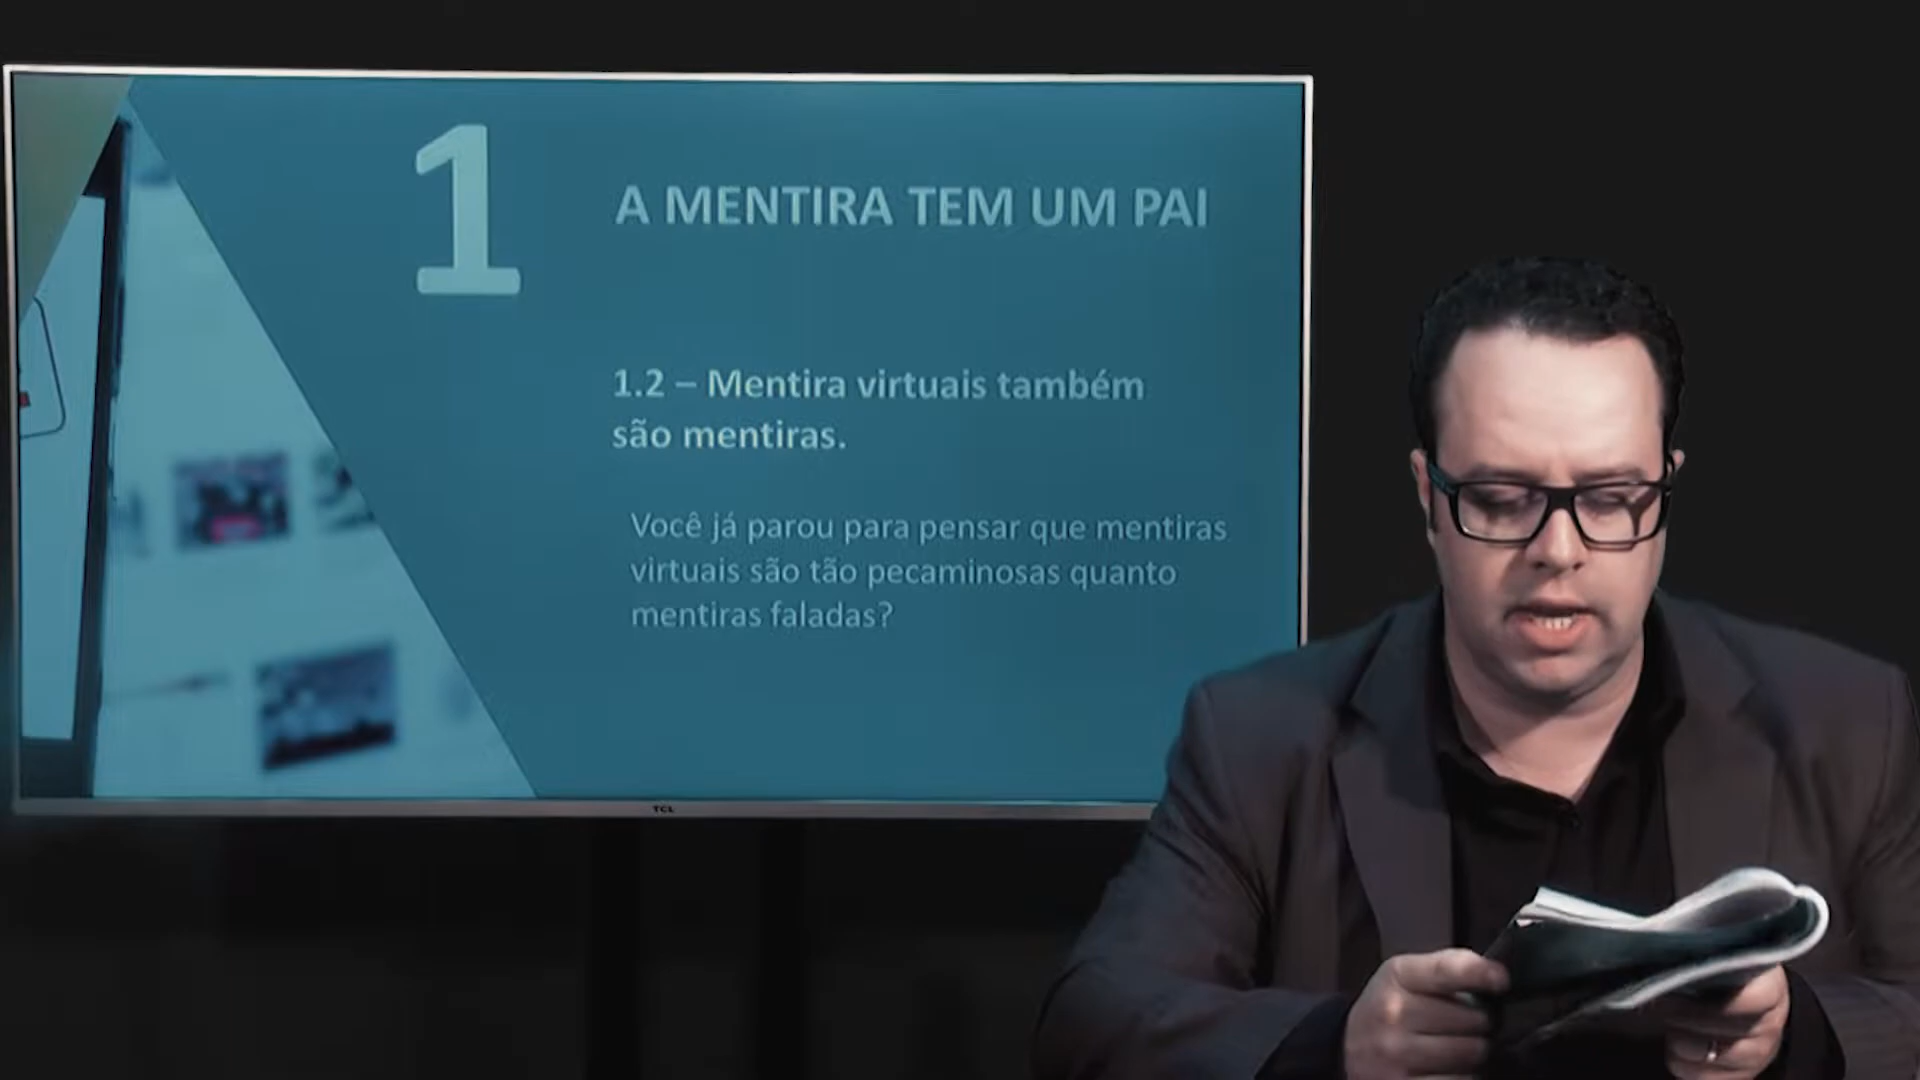 1
A MENTIRA TEM UM PAI
1.2 – Mentira virtuais também
são mentiras.
Você já parou para pensar que mentiras
virtuais são tão pecaminosas quanto
mentiras faladas?
TCL